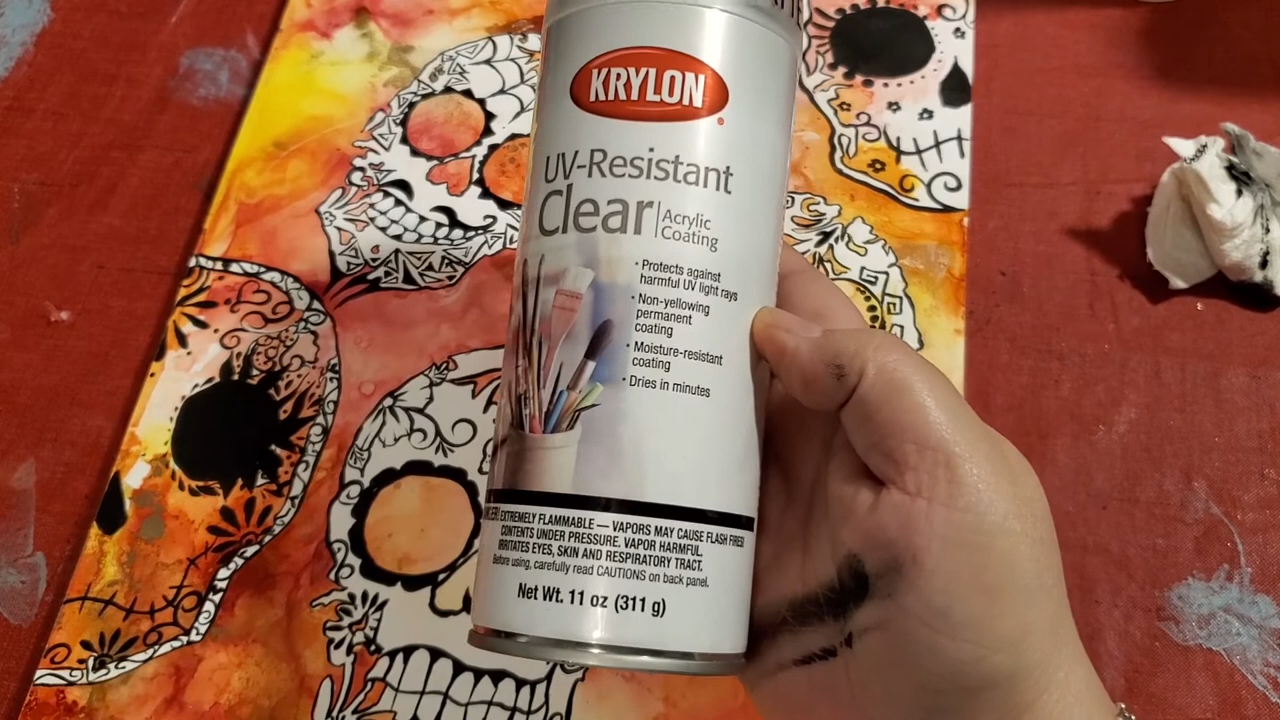 KRYLON
UV-Resistant
Clear
Acrylic
Coating
• Protects against
harmful UV light rays
• Non-yellowing
permanent
coating
• Moisture-resistant
coating
• Dries in minutes
EXTREMELY FLAMMABLE — VAPORS MAY CAUSE FLASH FIRES
CONTENTS UNDER PRESSURE. VAPOR HARMFUL.
IRRITATES EYES, SKIN AND RESPIRATORY TRACT.
Before using, carefully read CAUTIONS on back panel.
Net Wt. 11 oz (311 g)